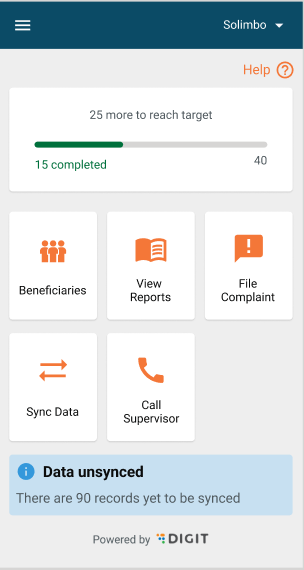 Solimbo
Help
25 more to reach target
15 completed
40
Beneficiaries
View
Reports
File
Complaint
Sync Data
Call
Supervisor
Data unsynced
There are 90 records yet to be synced
Powered by DIGIT